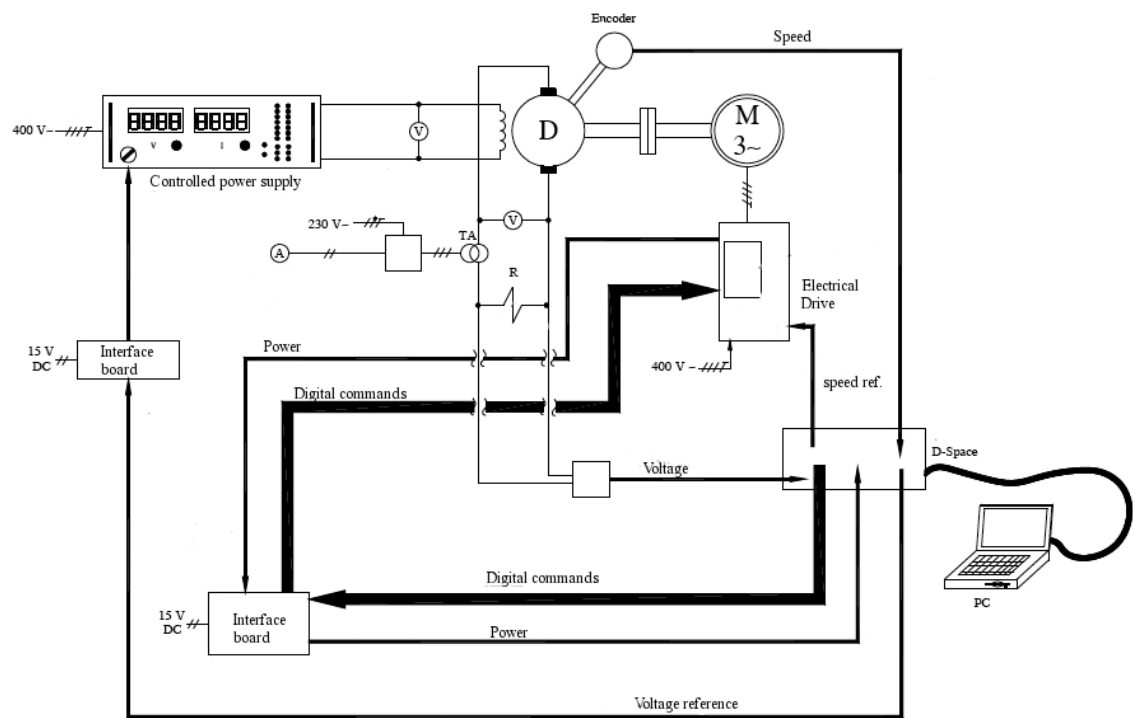 Encoder
Speed
400 V~
8888 8888
V I
V
D
M
3~
Controlled power supply
230 V~
TA
V
A
R
Electrical
Drive
15 V
DC
Interface
board
Power
400 V ~
speed ref.
Digital commands
D-Space
Voltage
Digital commands
PC
15 V
DC
Interface
board
Power
Voltage reference